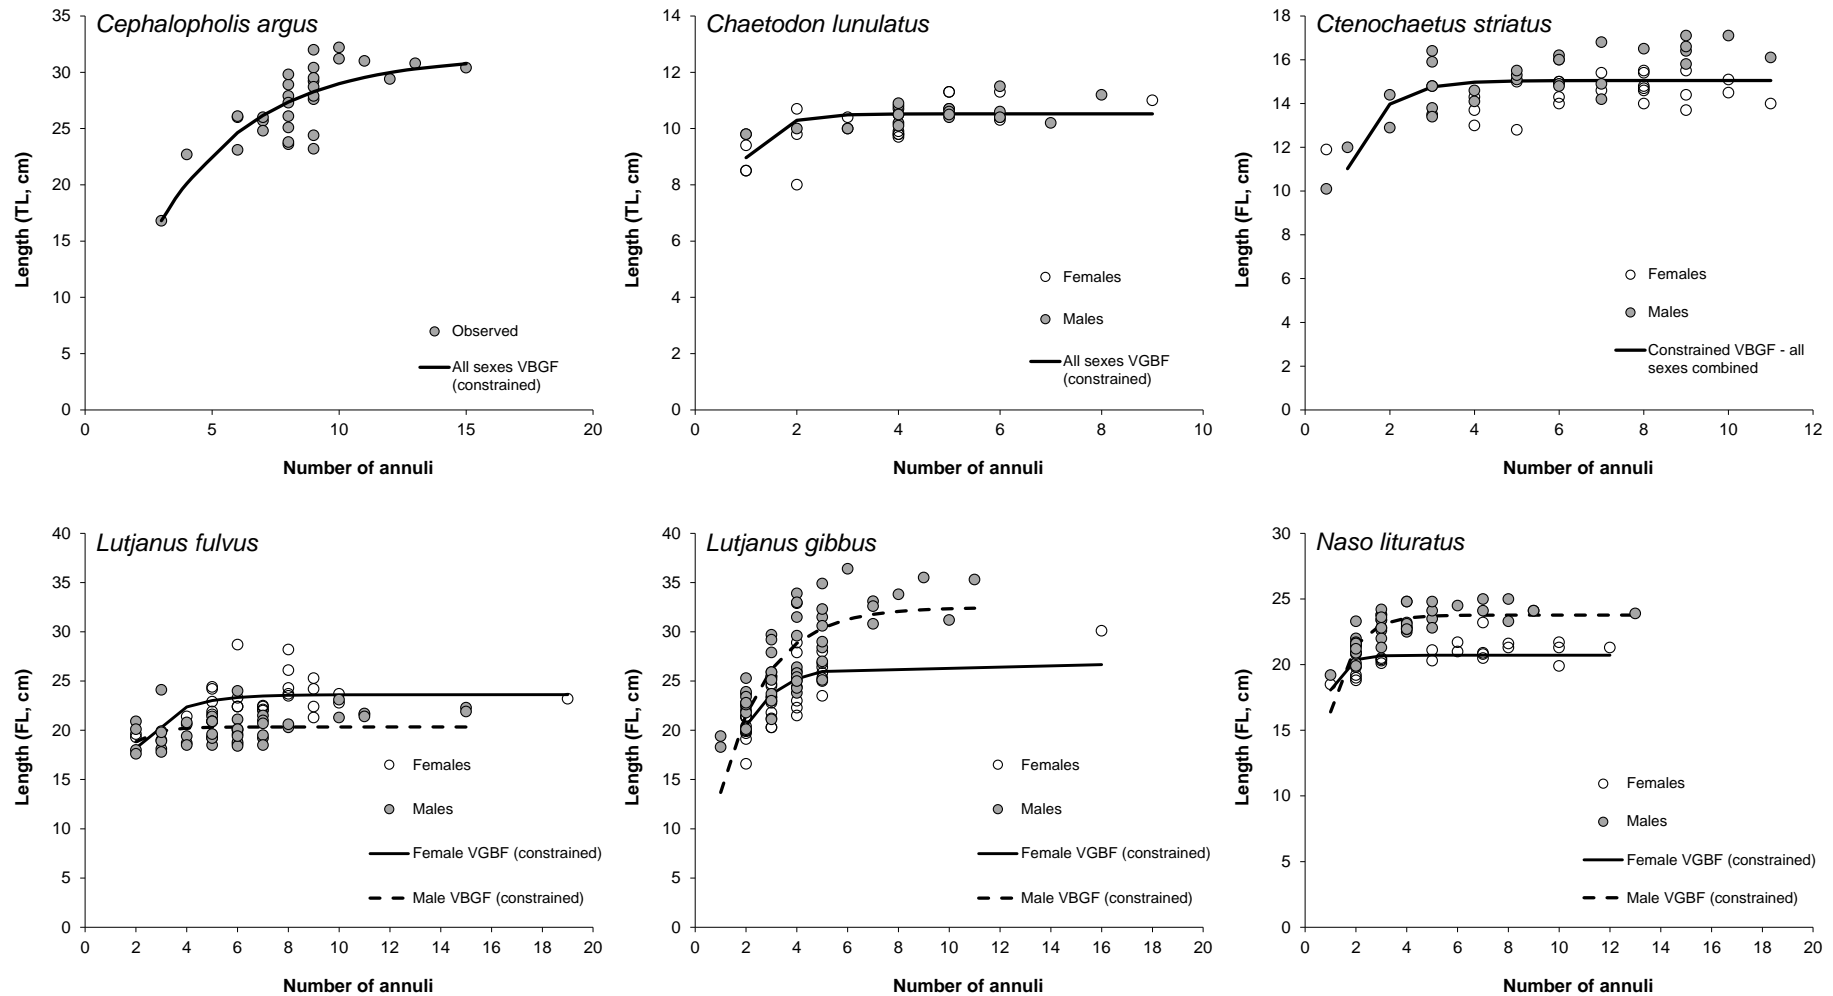 Cephalopholis argus
Length (TL, cm)
35
30
25
20
15
10
5
0
0 5 10 15 20
Number of annuli
Observed
All sexes VBGF
(constrained)
Chaetodon lunulatus
Length (TL, cm)
14
12
10
8
6
4
2
0
0 2 4 6 8 10
Number of annuli
Females
Males
All sexes VGBF
(constrained)
Ctenochaetus striatus
Length (FL, cm)
18
16
14
12
10
8
6
4
2
0
0 2 4 6 8 10 12
Number of annuli
Females
Males
Constrained VBGF - all
sexes combined
Lutjanus fulvus
Length (FL, cm)
40
35
30
25
20
15
10
5
0
0 2 4 6 8 10 12 14 16 18 20
Number of annuli
Females
Males
Female VGBF (constrained)
Male VBGF (constrained)
Lutjanus gibbus
Length (FL, cm)
40
35
30
25
20
15
10
5
0
0 2 4 6 8 10 12 14 16 18 20
Number of annuli
Females
Males
Female VGBF (constrained)
Male VBGF (constrained)
Naso lituratus
Length (FL, cm)
30
25
20
15
10
5
0
0 2 4 6 8 10 12 14 16 18 20
Number of annuli
Females
Males
Female VGBF (constrained)
Male VGBF (constrained)